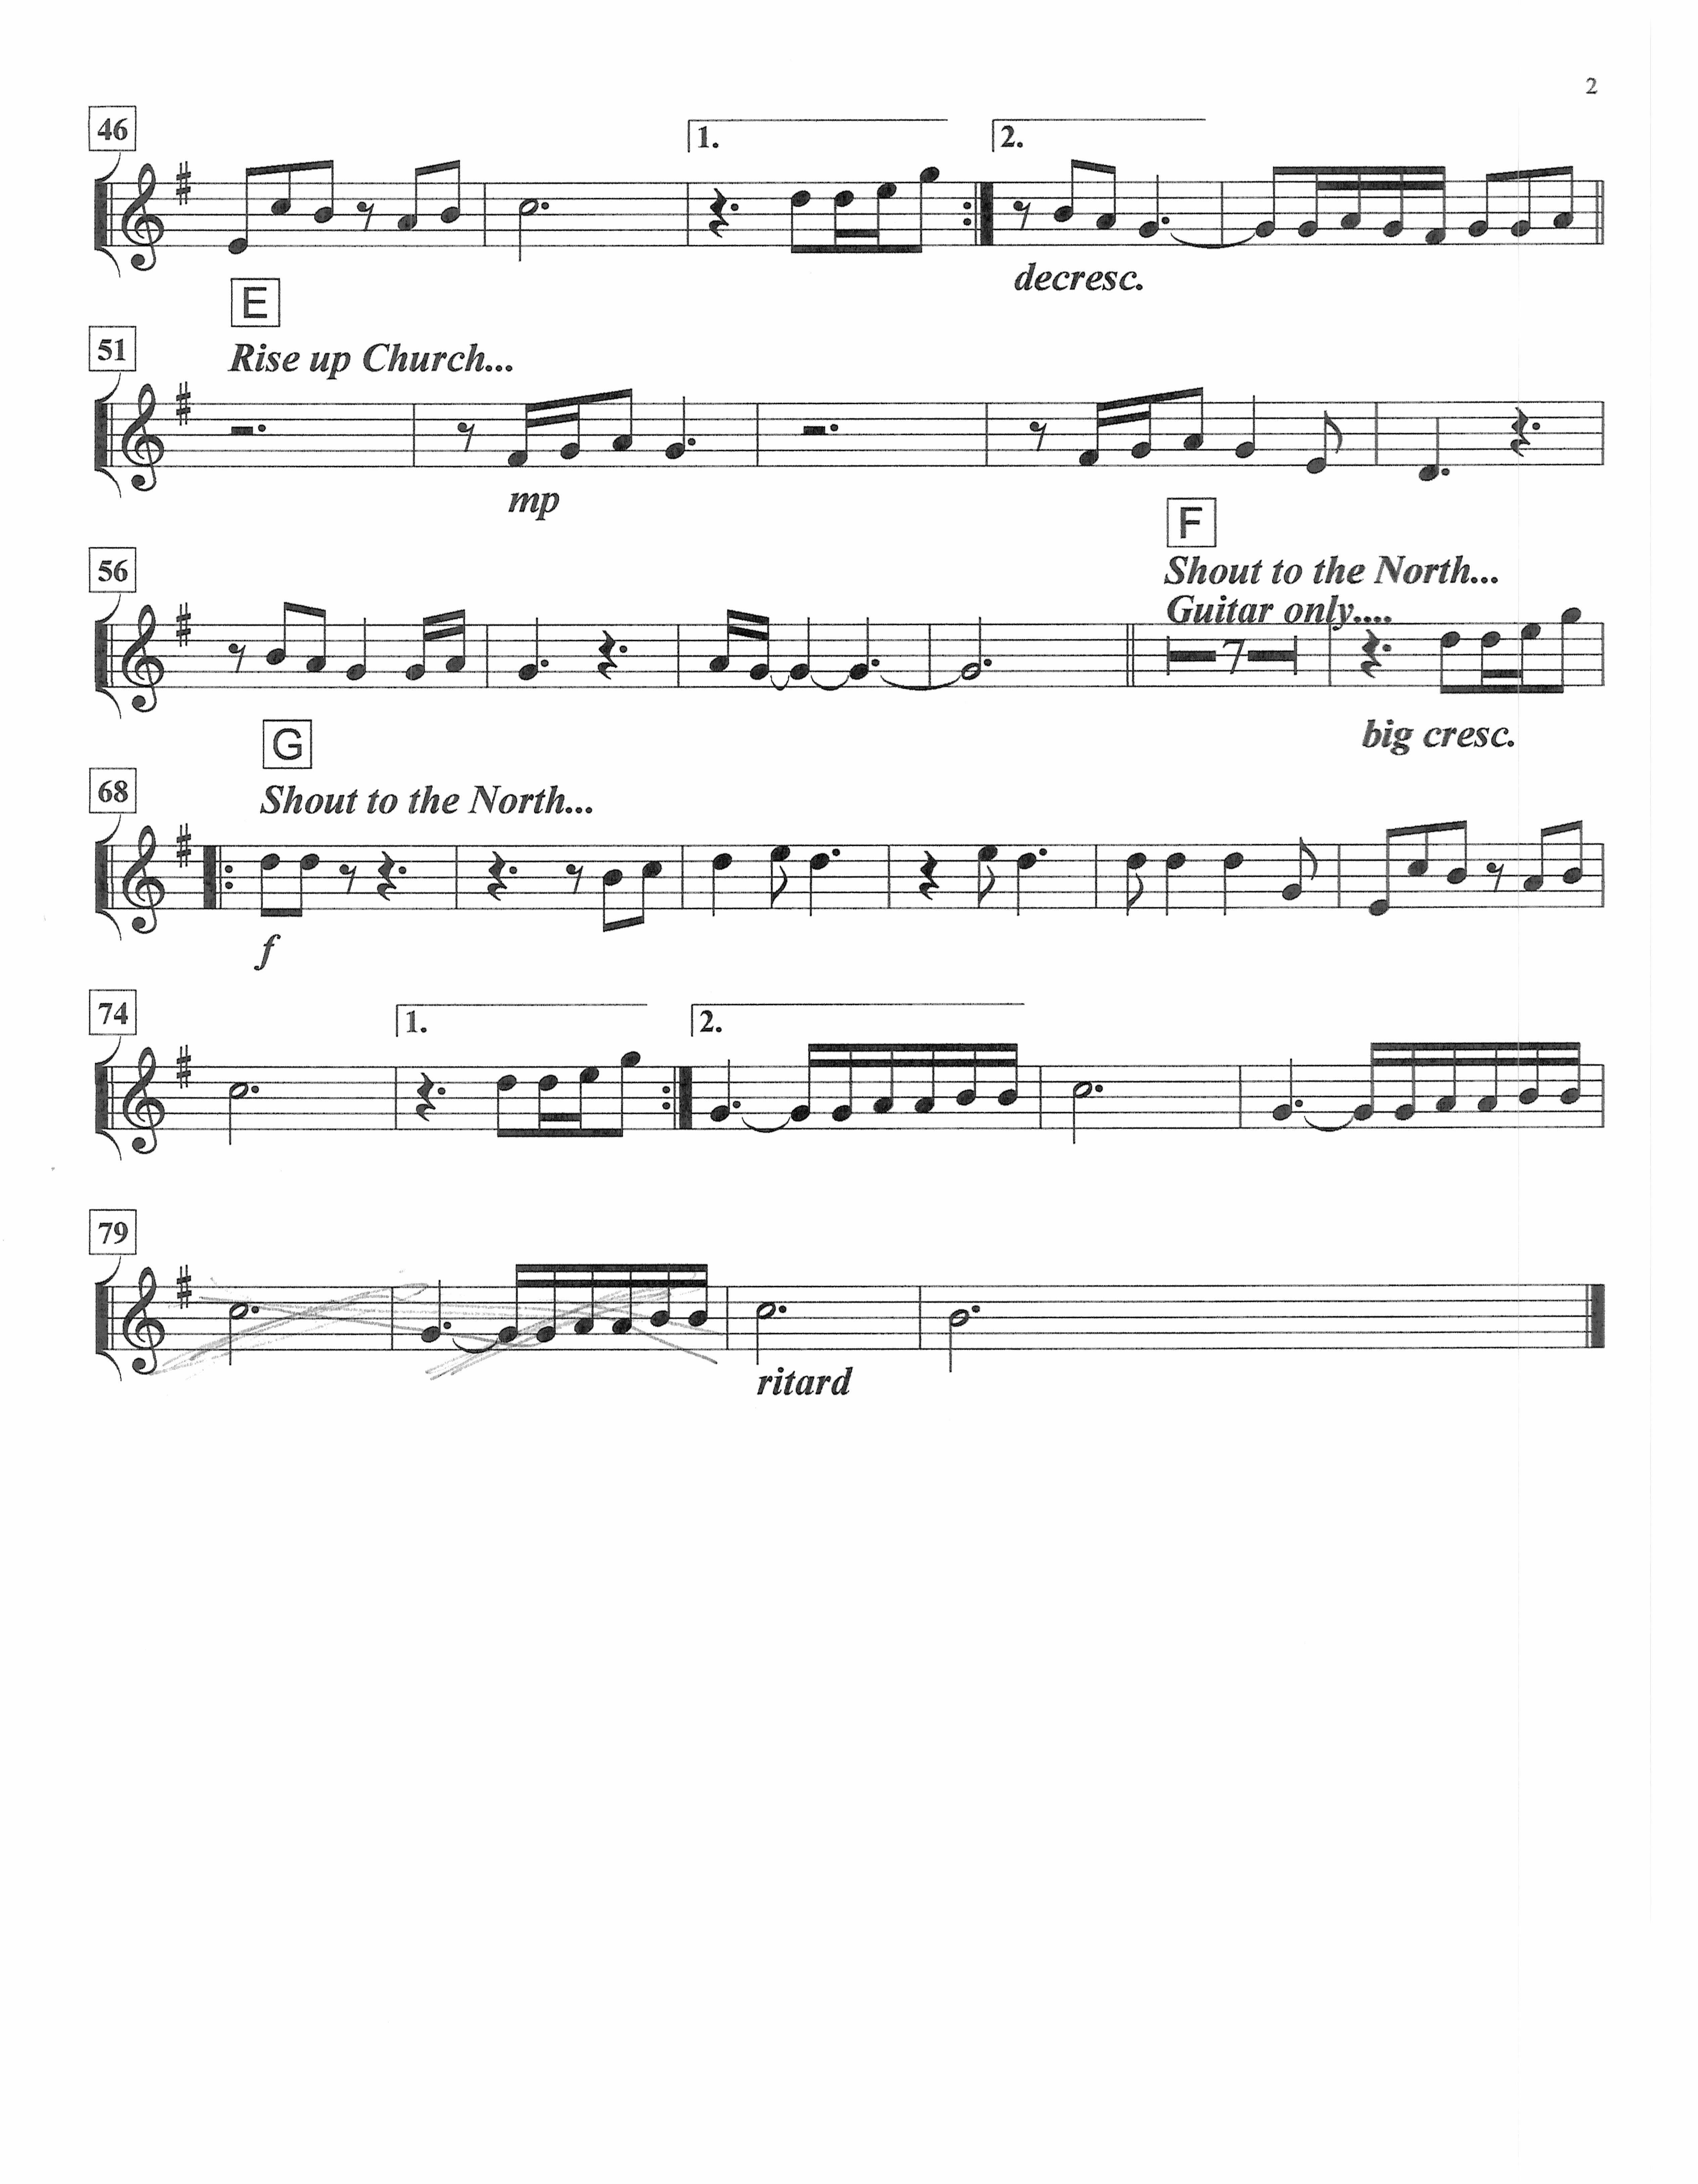 2
46
1.
2.
decresc.
E
51
Rise up Church...
mp
F
56
Shout to the North...
Guitar only....
7
big cresc.
G
68
Shout to the North...
f
74
1.
2.
79
ritard